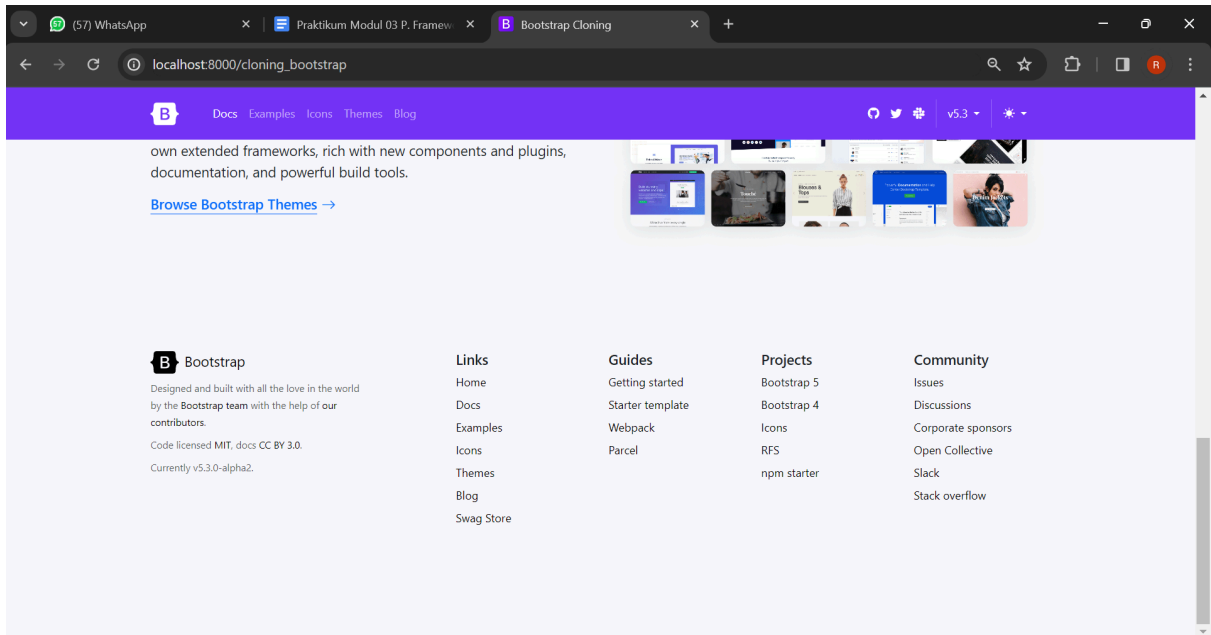 (57) WhatsApp
Praktikum Modul 03 P. Framew
Bootstrap Cloning
localhost:8000/cloning_bootstrap
R
B
Docs Examples Icons Themes Blog
v5.3
own extended frameworks, rich with new components and plugins,
documentation, and powerful build tools.
Browse Bootstrap Themes →
Blouses &
Tops
B Bootstrap
Designed and built with all the love in the world
by the Bootstrap team with the help of our
contributors.
Code licensed MIT, docs CC BY 3.0.
Currently v5.3.0-alpha2.
Links
Home
Docs
Examples
Icons
Themes
Blog
Swag Store
Guides
Getting started
Starter template
Webpack
Parcel
Projects
Bootstrap 5
Bootstrap 4
Icons
RFS
npm starter
Community
Issues
Discussions
Corporate sponsors
Open Collective
Slack
Stack overflow